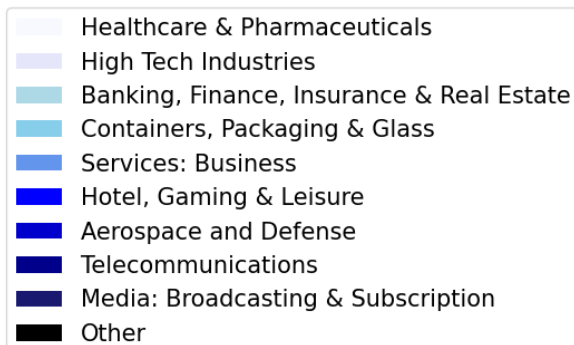 Healthcare & Pharmaceuticals
High Tech Industries
Banking, Finance, Insurance & Real Estate
Containers, Packaging & Glass
Services: Business
Hotel, Gaming & Leisure
Aerospace and Defense
Telecommunications
Media: Broadcasting & Subscription
Other